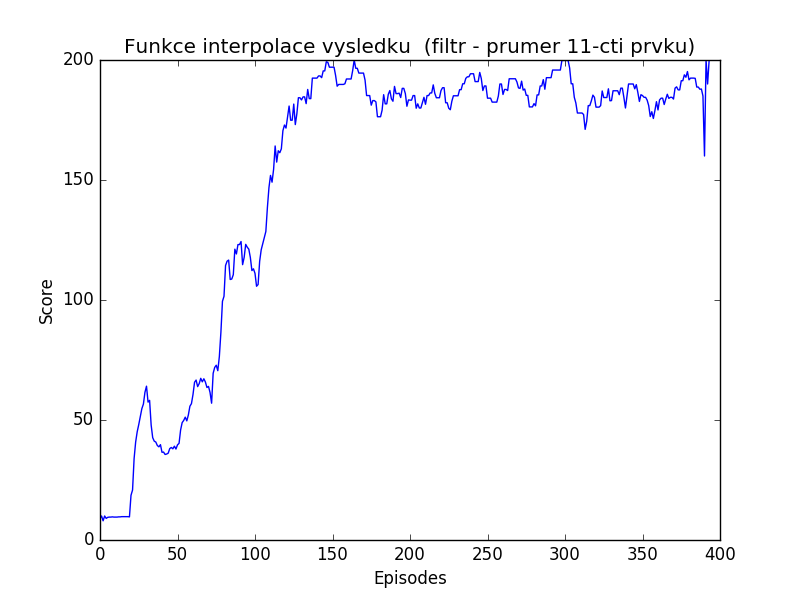 Funkce interpolace vysledku  (filtr - prumer 11-cti prvku)
200
150
100
50
0
Score
0 50 100 150 200 250 300 350 400
Episodes